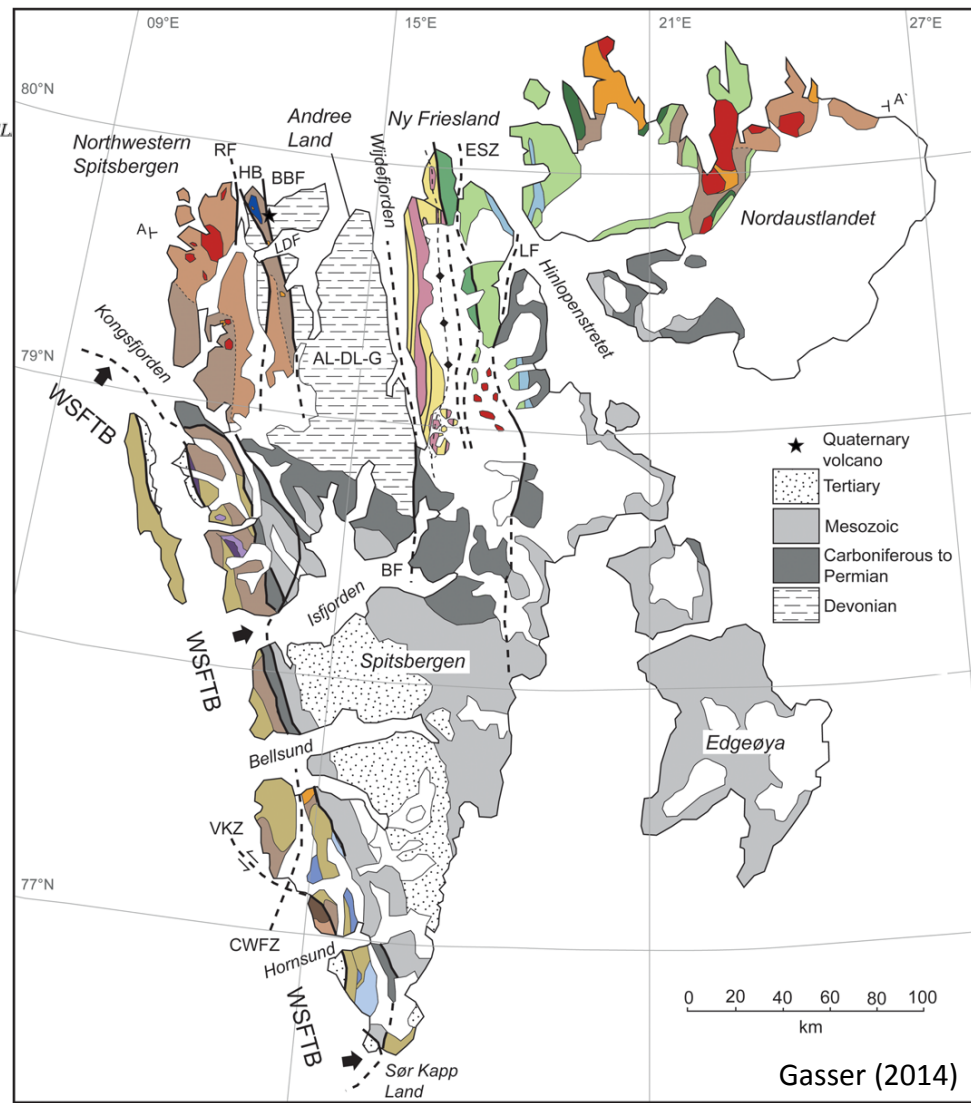 09°E
15°E
21°E
27°E
80°N
EL
Northwestern
Spitsbergen
RF
HB
BBF
Andree
Land
Ny Friesland
Wijdefjorden
ESZ
A'
Nordaustlandet
A
LDF
LF
Hinlopenstretet
79°N
Kongsfjorden
AL-DL-G
WSFTB
Quaternary
volcano
Tertiary
Mesozoic
Carboniferous to
Permian
Devonian
BF
Isfjorden
WSFTB
Spitsbergen
Edgeøya
Bellsund
VKZ
77°N
CWFZ
Hornsund
WSFTB
0 20 40 60 80 100
km
Sør Kapp
Land
Gasser (2014)